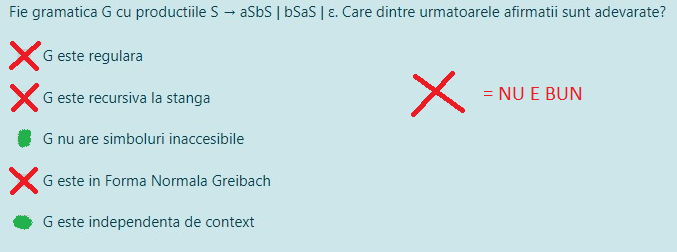 Fie gramatica G cu productiile S → aSbS | bSaS | ε. Care dintre urmatoarele afirmatii sunt adevarate?
G este regulara
G este recursiva la stanga
= NU E BUN
G nu are simboluri inaccesibile
G este in Forma Normala Greibach
G este independenta de context